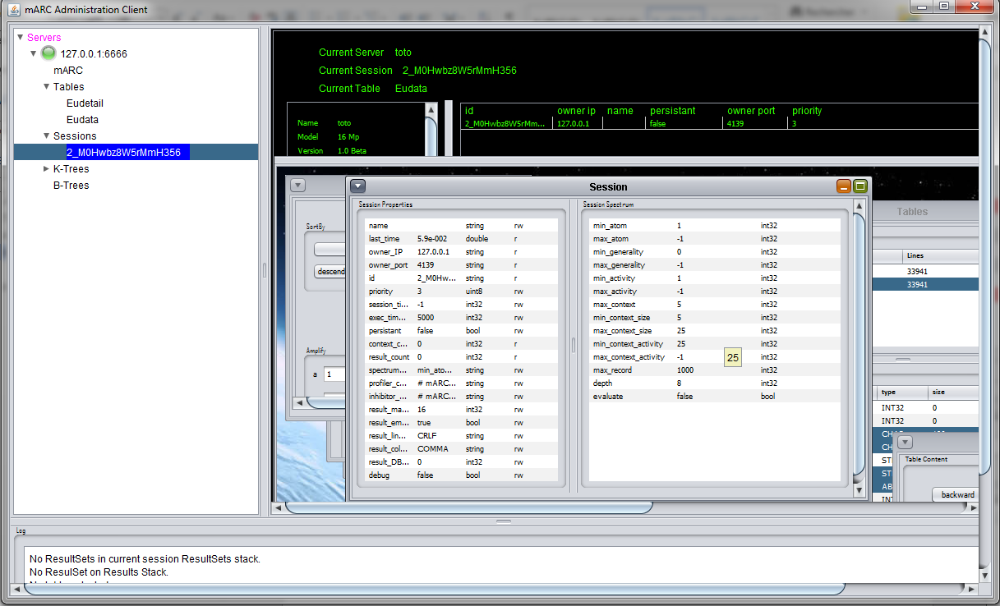 mARC Administration Client
Servers
127.0.0.1:6666
mARC
Tables
Eudetail
Eudata
Sessions
2_M0Hwbz8W5rMmH356
K-Trees
B-Trees
Current Server toto
Current Session 2_M0Hwbz8W5rMmH356
Current Table Eudata
Name toto
Model 16 Mp
Version 1.0 Beta
id owner ip name persistant owner port priority
2_M0Hwbz8W5rMm... 127.0.0.1 false 4139 3
SortBy
descend
Amplify
a 1
Session
Session Properties
name string rw
last_time 5.9e-002 double r
owner_IP 127.0.0.1 string r
owner_port 4139 string r
id 2_M0Hw... string r
priority 3 uint8 rw
session_ti... -1 int32 rw
exec_tim... 5000 int32 rw
persistant false bool rw
context_c... 0 int32 r
result_count 0 int32 r
spectrum... min_ato... string rw
profiler_c... # mARC... string rw
inhibitor_... # mARC... string rw
result_ma... 16 int32 rw
result_em... true bool rw
result_lin... CRLF string rw
result_col... COMMA string rw
result_DB... 0 int32 rw
debug false bool rw
Session Spectrum
min_atom 1 int32
max_atom -1 int32
min_generality 0 int32
max_generality -1 int32
min_activity 1 int32
max_activity -1 int32
max_context 5 int32
min_context_size 5 int32
max_context_size 25 int32
min_context_activity 25 int32
max_context_activity -1 int32
25
max_record 1000 int32
depth 8 int32
evaluate false bool
Tables
Lines
33941
33941
type size
INT32 0
INT32 0
CH
CH
ST
ST
AB
Table Content
backward
Log
No ResultSets in current session ResultSets stack.
No ResulSet on Results Stack.